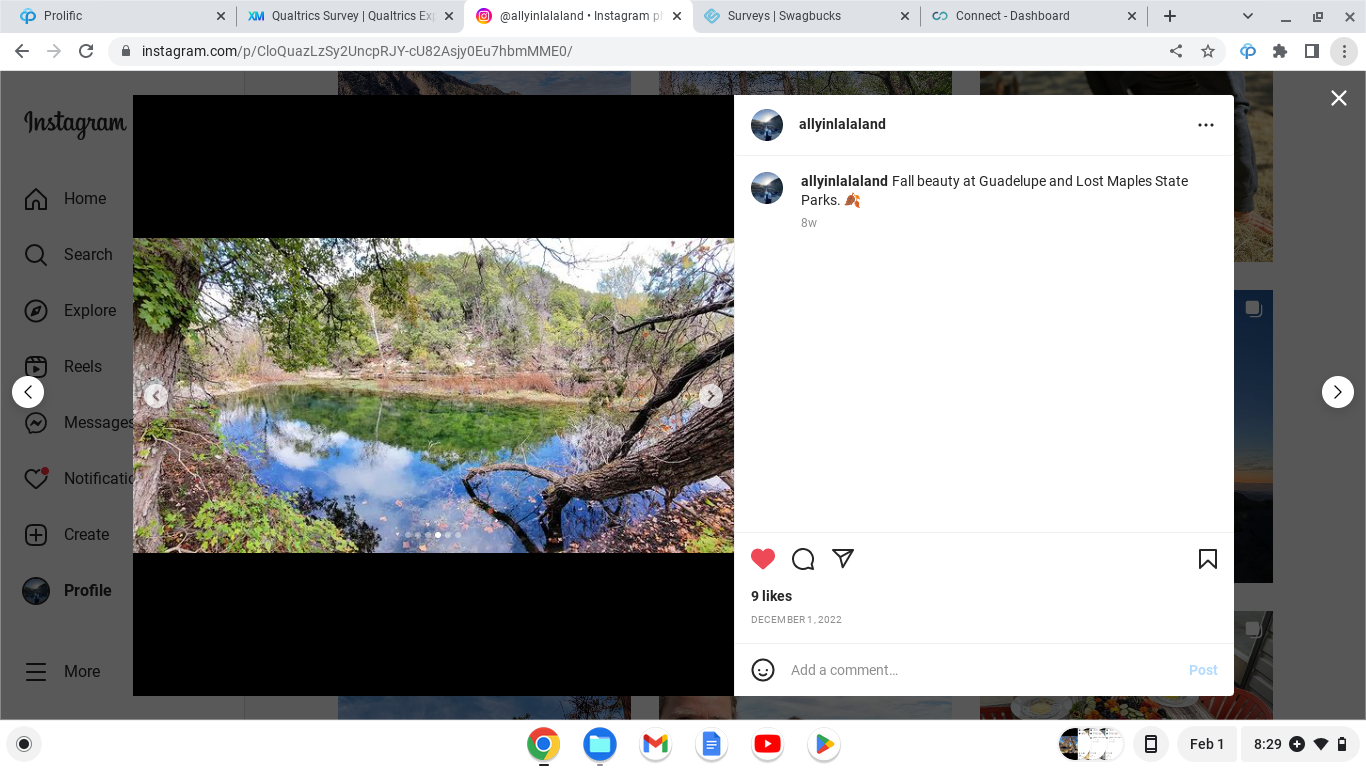 Prolific
Qualtrics Survey | Qualtrics Exp
@allyinlalaland • Instagram p
Surveys | Swagbucks
Connect - Dashboard
instagram.com/p/CloQuazLzSy2UncpRJY-cU82Asjy0Eu7hbmMME0/
Instagram
Home
Search
Explore
Reels
Messages
Notificatio
Create
Profile
More
allyinlalaland
allyinlalaland Fall beauty at Guadelupe and Lost Maples State
Parks. 🍂
8w
9 likes
DECEMBER 1, 2022
Add a comment…
Post
Feb 1
8:29